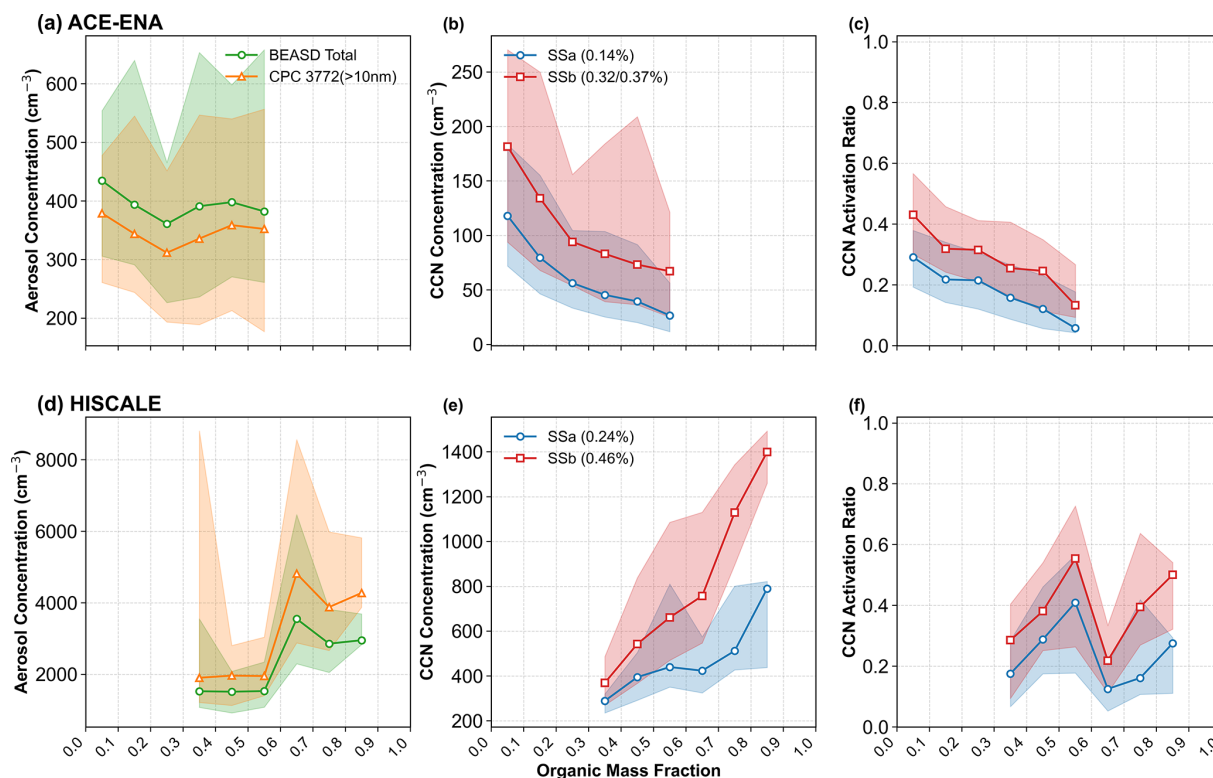 (a) ACE-ENA
(b)
(c)
Aerosol Concentration (cm⁻³)
600
500
400
300
200
BEASD Total
CPC 3772(>10nm)
CCN Concentration (cm⁻³)
250
200
150
100
50
0
SSa (0.14%)
SSb (0.32/0.37%)
CCN Activation Ratio
1.0
0.8
0.6
0.4
0.2
0.0
(d) HISCALE
(e)
(f)
Aerosol Concentration (cm⁻³)
8000
6000
4000
2000
0.0 0.1 0.2 0.3 0.4 0.5 0.6 0.7 0.8 0.9 1.0
CCN Concentration (cm⁻³)
1400
1200
1000
800
600
400
200
SSa (0.24%)
SSb (0.46%)
0.0 0.1 0.2 0.3 0.4 0.5 0.6 0.7 0.8 0.9 1.0
CCN Activation Ratio
1.0
0.8
0.6
0.4
0.2
0.0
0.0 0.1 0.2 0.3 0.4 0.5 0.6 0.7 0.8 0.9 1.0
Organic Mass Fraction